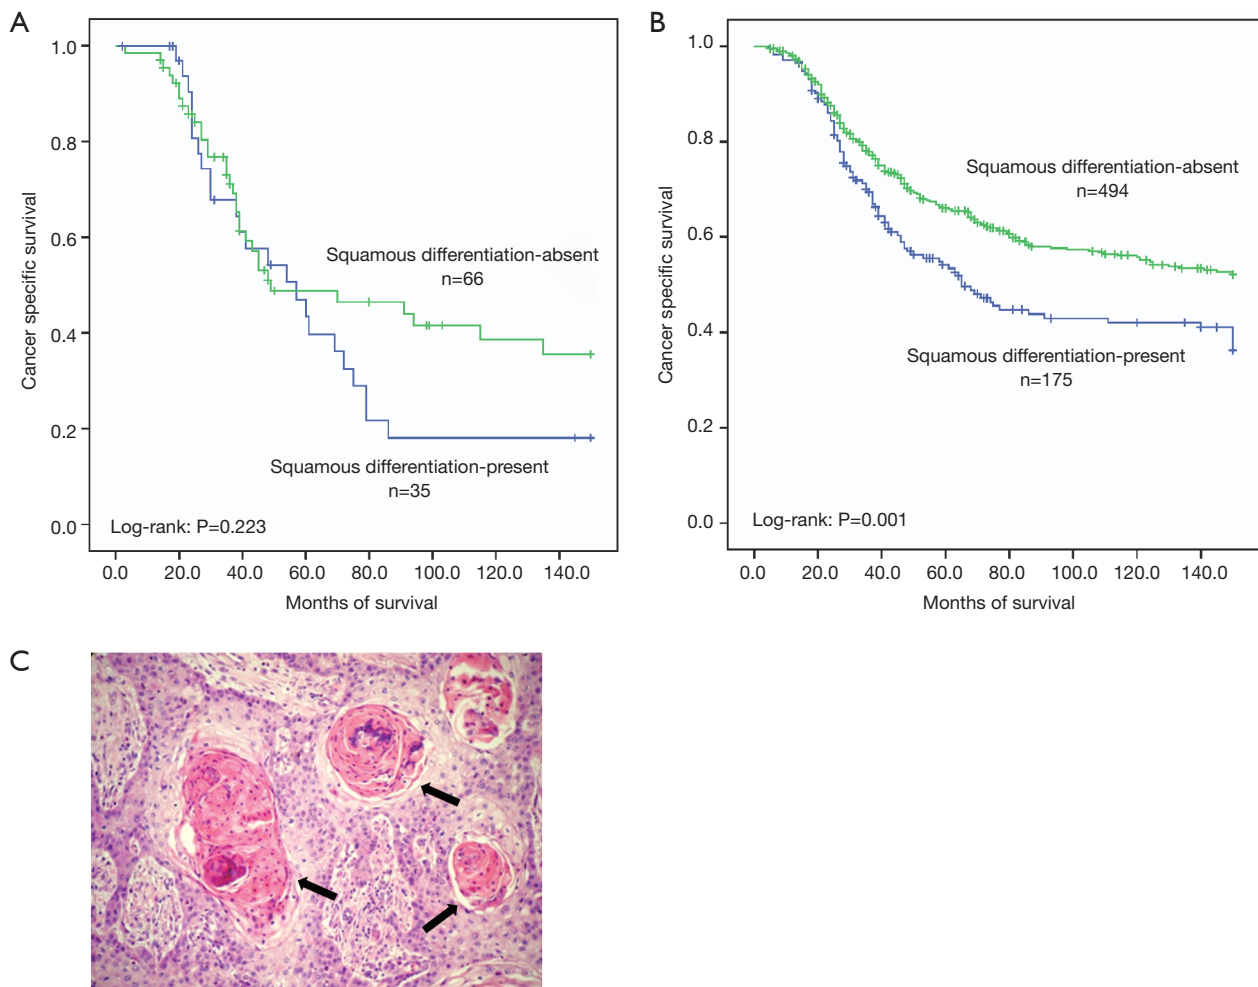 A
1.0
0.8
0.6
0.4
0.2
0.0
Cancer specific survival
Squamous differentiation-absent
n=66
Squamous differentiation-present
n=35
Log-rank: P=0.223
0.0 20.0 40.0 60.0 80.0 100.0 120.0 140.0
Months of survival
B
1.0
0.8
0.6
0.4
0.2
0.0
Cancer specific survival
Squamous differentiation-absent
n=494
Squamous differentiation-present
n=175
Log-rank: P=0.001
0.0 20.0 40.0 60.0 80.0 100.0 120.0 140.0
Months of survival
C